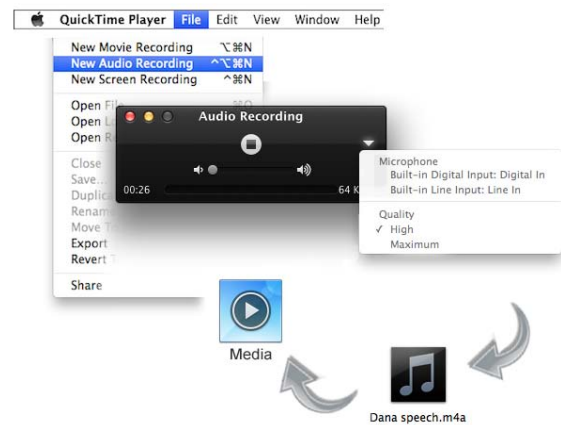 QuickTime Player File Edit View Window Help
New Movie Recording ⌥⌘N
New Audio Recording ^⌥⌘N
New Screen Recording ^⌘N
Open File ⌘O
Open
Open
Close
Save...
Export
Revert
Share
Audio Recording
00:26 64 K
Microphone
Built-in Digital Input: Digital In
Built-in Line Input: Line In
Quality
✓ High
Maximum
Media
Dana speech.m4a